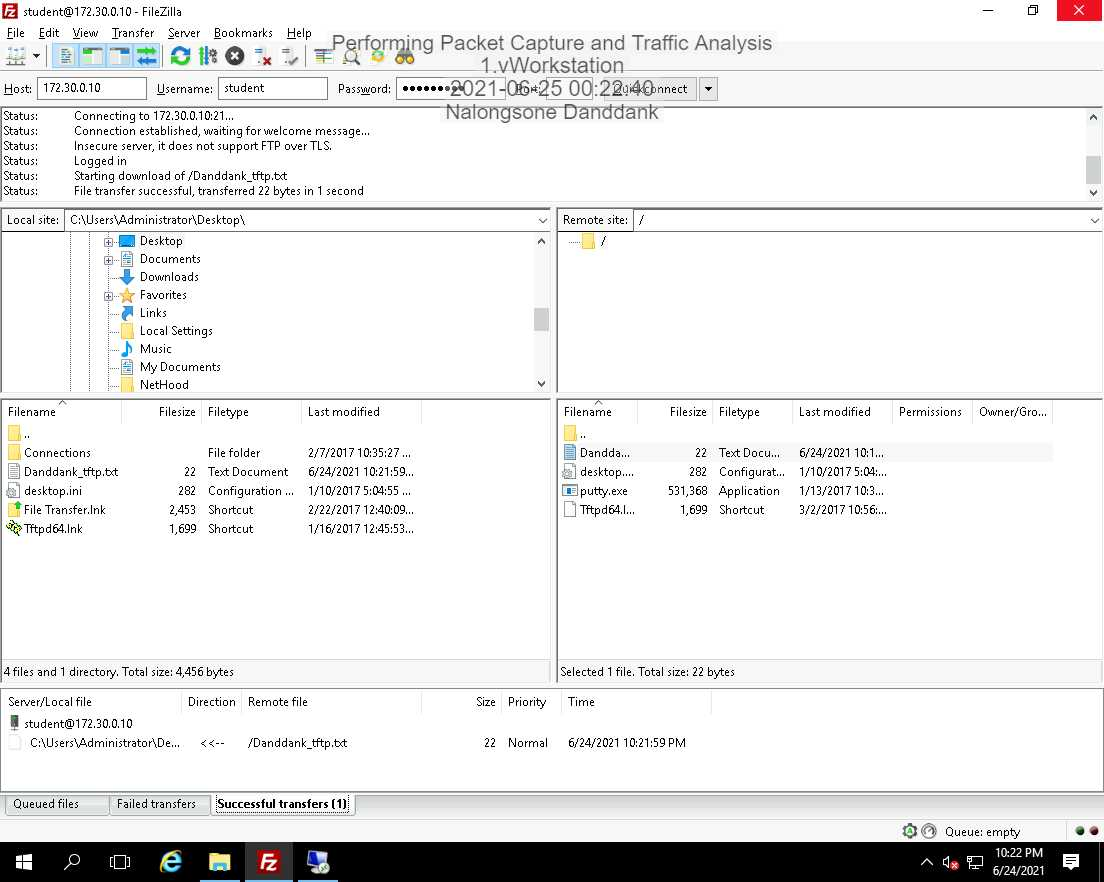 student@172.30.0.10 - FileZilla
File Edit View Transfer Server Bookmarks Help
Performing Packet Capture and Traffic Analysis
1.vWorkstation
2021-06-25 00:22:40
Nalongsone Danddank
Host: 172.30.0.10 Username: student Password: Port: Quickconnect
Status: Connecting to 172.30.0.10:21...
Status: Connection established, waiting for welcome message...
Status: Insecure server, it does not support FTP over TLS.
Status: Logged in
Status: Starting download of /Danddank_tftp.txt
Status: File transfer successful, transferred 22 bytes in 1 second
Local site: C:\Users\Administrator\Desktop\
Desktop
Documents
Downloads
Favorites
Links
Local Settings
Music
My Documents
NetHood
Remote site: /
/
Filename Filesize Filetype Last modified
..
Connections File folder 2/7/2017 10:35:27 ...
Danddank_tftp.txt 22 Text Document 6/24/2021 10:21:59...
desktop.ini 282 Configuration ... 1/10/2017 5:04:55 ...
File Transfer.lnk 2,453 Shortcut 2/22/2017 12:40:09...
Tftpd64.lnk 1,699 Shortcut 1/16/2017 12:45:53...
4 files and 1 directory. Total size: 4,456 bytes
Filename Filesize Filetype Last modified Permissions Owner/Gro...
..
Dandda... 22 Text Docu... 6/24/2021 10:1...
desktop.... 282 Configurat... 1/10/2017 5:04:...
putty.exe 531,368 Application 1/13/2017 10:3...
Tftpd64.l... 1,699 Shortcut 3/2/2017 10:56:...
Selected 1 file. Total size: 22 bytes
Server/Local file Direction Remote file Size Priority Time
student@172.30.0.10
C:\Users\Administrator\De... <<-- /Danddank_tftp.txt 22 Normal 6/24/2021 10:21:59 PM
Queued files Failed transfers Successful transfers (1)
Queue: empty
10:22 PM
6/24/2021